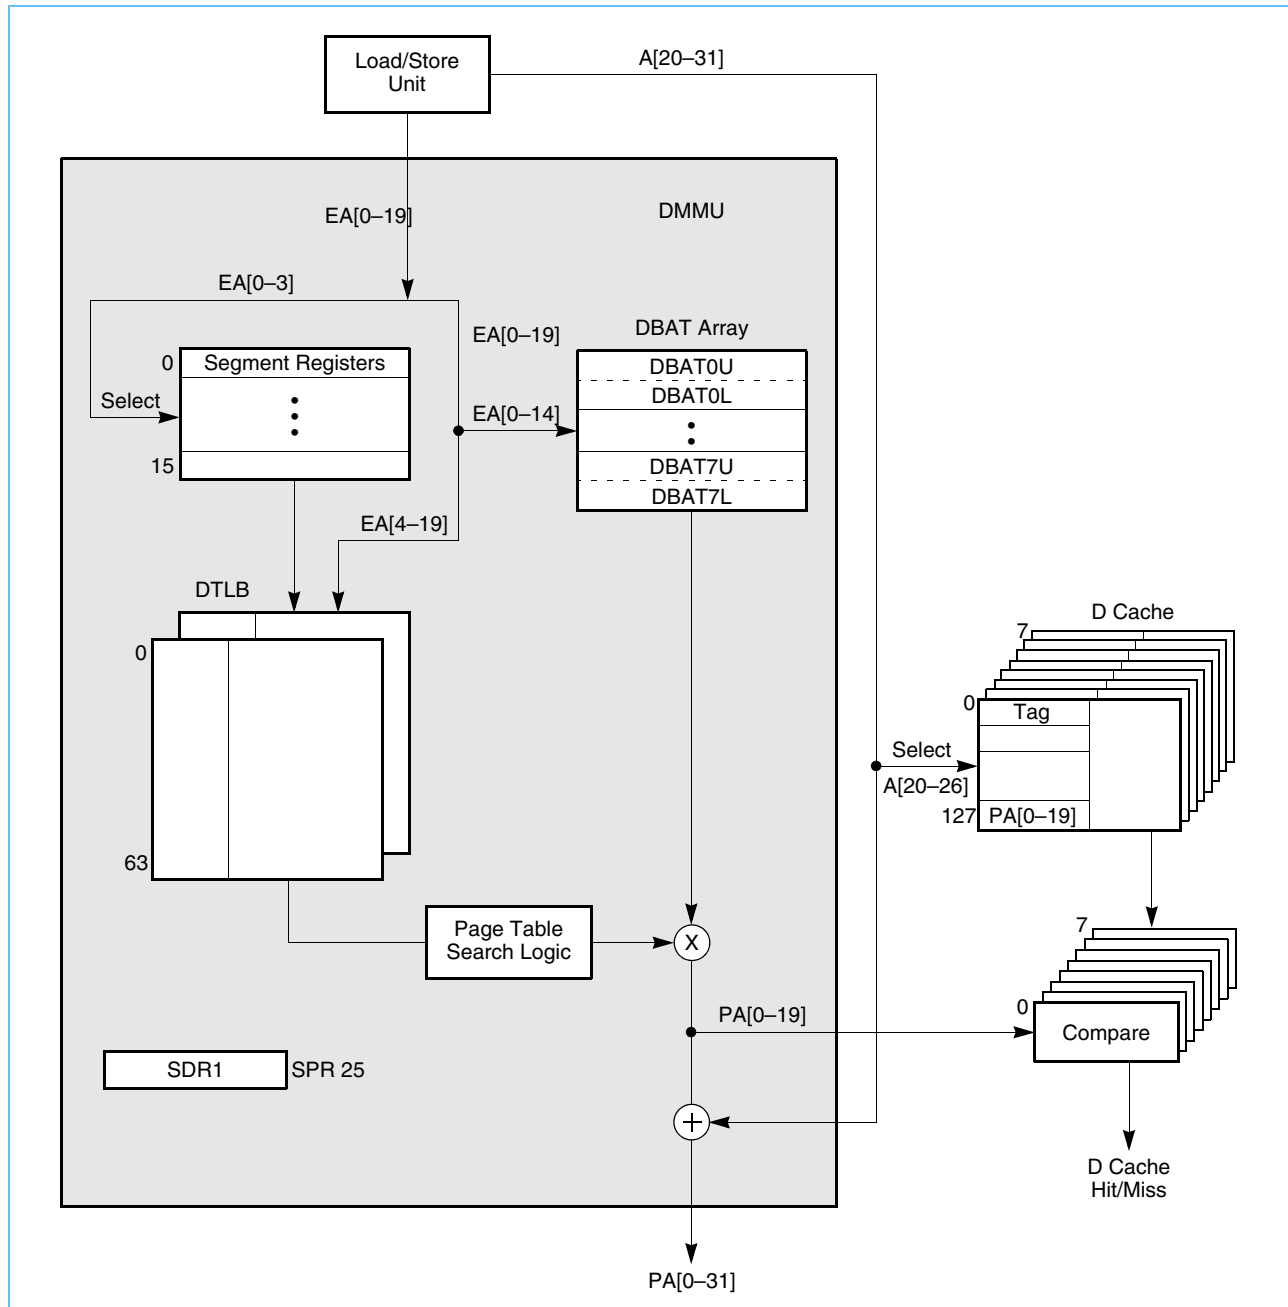 Load/Store
Unit
A[20–31]
EA[0–19]
DMMU
EA[0–3]
EA[0–19]
DBAT Array
0
Segment Registers
DBAT0U
DBAT0L
Select
EA[0–14]
15
DBAT7U
DBAT7L
EA[4–19]
DTLB
0
63
D Cache
7
0
Tag
Select
A[20–26]
127
PA[0–19]
Page Table
Search Logic
X
7
0
PA[0–19]
Compare
SDR1
SPR 25
+
D Cache
Hit/Miss
PA[0–31]